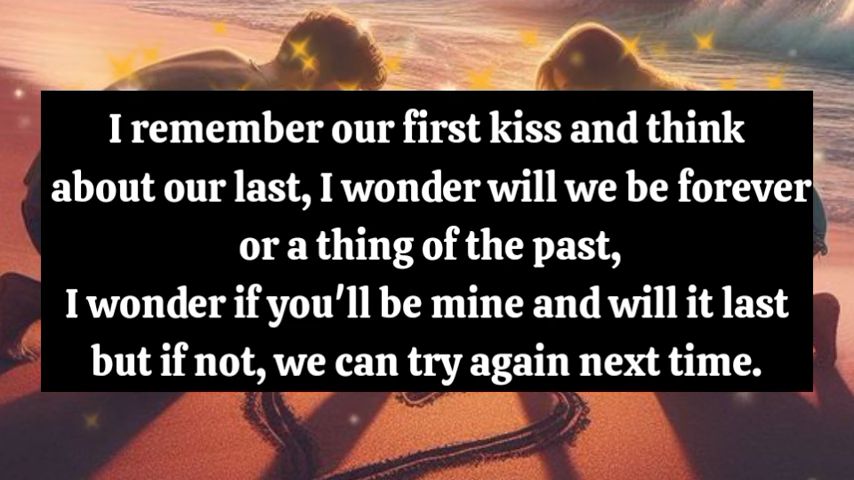 I remember our first kiss and think
about our last, I wonder will we be forever
or a thing of the past,
I wonder if you'll be mine and will it last
but if not, we can try again next time.